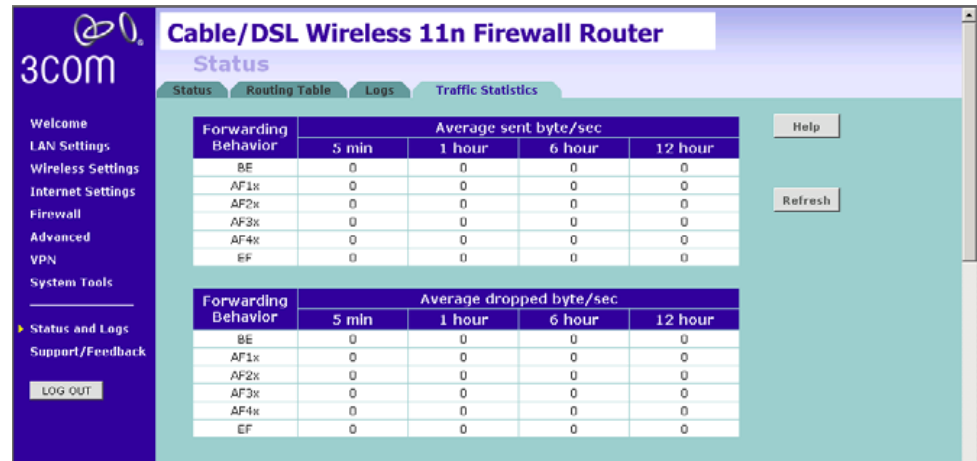 3COM
Cable/DSL Wireless 11n Firewall Router
Status
Status Routing Table Logs Traffic Statistics
Welcome
LAN Settings
Wireless Settings
Internet Settings
Firewall
Advanced
VPN
System Tools
Status and Logs
Support/Feedback
LOG OUT
Forwarding Behavior Average sent byte/sec
5 min 1 hour 6 hour 12 hour
BE 0 0 0 0
AF1x 0 0 0 0
AF2x 0 0 0 0
AF3x 0 0 0 0
AF4x 0 0 0 0
EF 0 0 0 0
Forwarding Behavior Average dropped byte/sec
5 min 1 hour 6 hour 12 hour
BE 0 0 0 0
AF1x 0 0 0 0
AF2x 0 0 0 0
AF3x 0 0 0 0
AF4x 0 0 0 0
EF 0 0 0 0
Help
Refresh